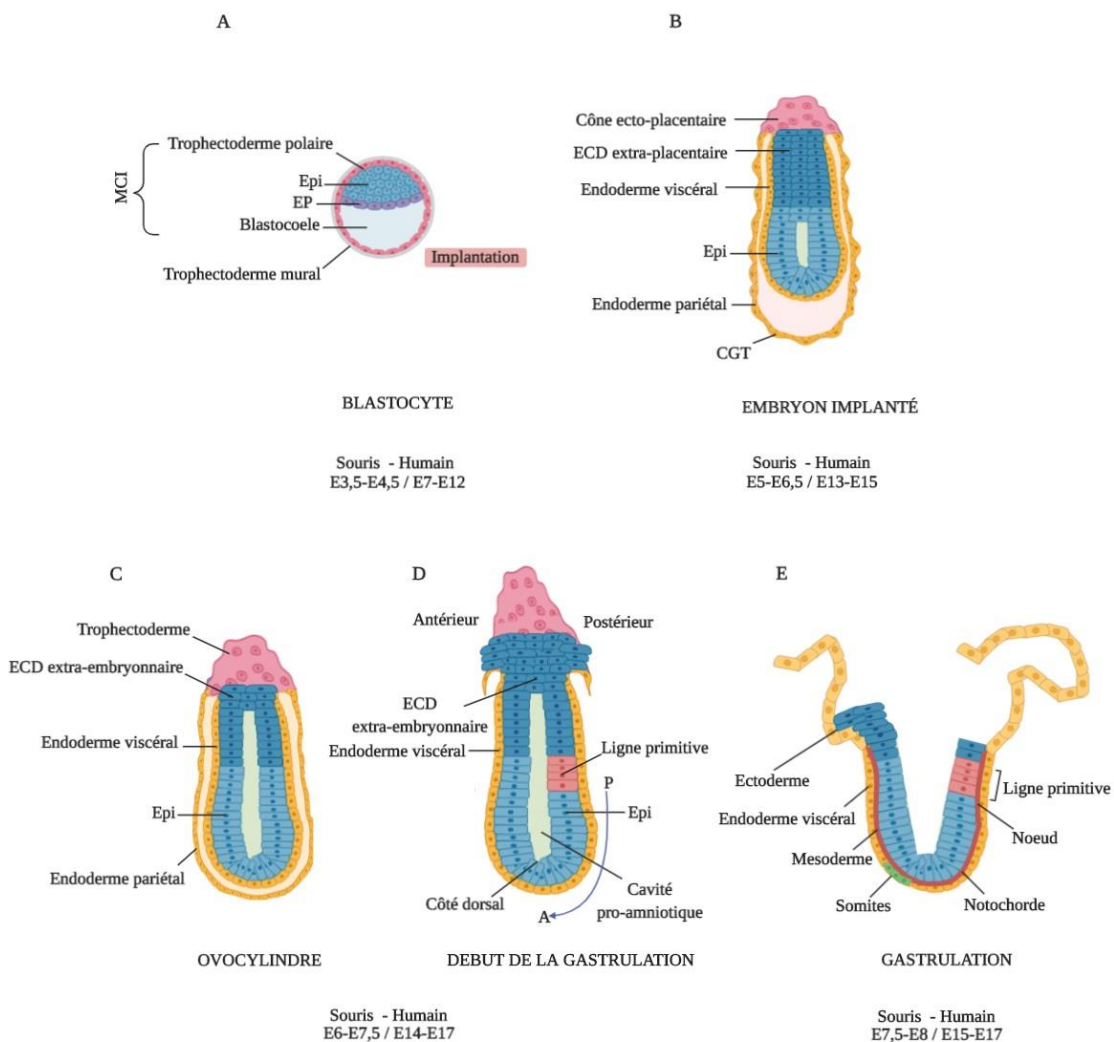 A
Trophectoderme polaire
MCI
Epi
EP
Blastocoele
Implantation
Trophectoderme mural
BLASTOCYTE
Souris - Humain
E3,5-E4,5 / E7-E12
B
Cône ecto-placentaire
ECD extra-placentaire
Endoderme viscéral
Epi
Endoderme pariétal
CGT
EMBRYON IMPLANTÉ
Souris - Humain
E5-E6,5 / E13-E15
C
Trophectoderme
ECD extra-embryonnaire
Endoderme viscéral
Epi
Endoderme pariétal
OVOCYLINDRE
D
Antérieur
Postérieur
ECD
extra-embryonnaire
Endoderme viscéral
Ligne primitive
P
Epi
Côté dorsal
A
Cavité
pro-amniotique
DEBUT DE LA GASTRULATION
Souris - Humain
E6-E7,5 / E14-E17
E
Ectoderme
Endoderme viscéral
Ligne primitive
Mesoderme
Noeud
Somites
Notochorde
GASTRULATION
Souris - Humain
E7,5-E8 / E15-E17